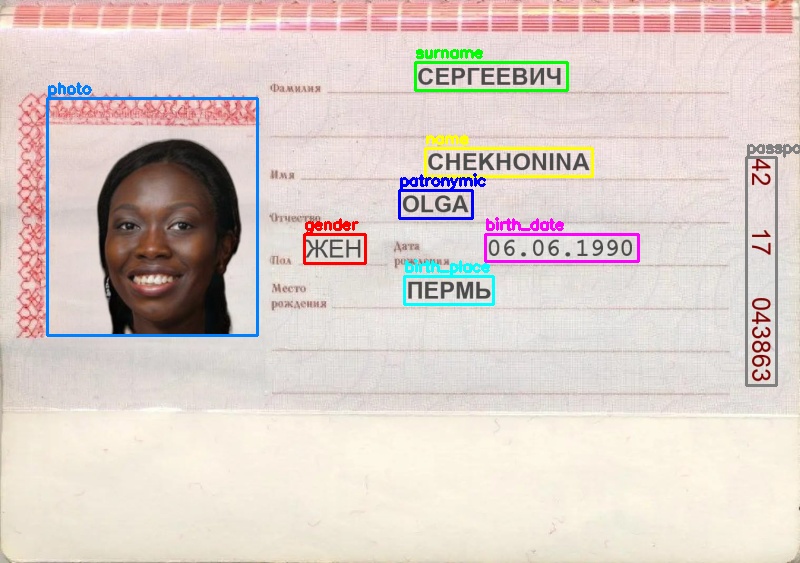 surname
Фамилия СЕРГЕЕВИЧ
photo
name
Имя CHEKHONINA
patronymic
Отчество OLGA
gender birth_date
Пол ЖЕН Дата рождения 06.06.1990
birth_place
Место рождения ПЕРМЬ
passpo
42 17 043863